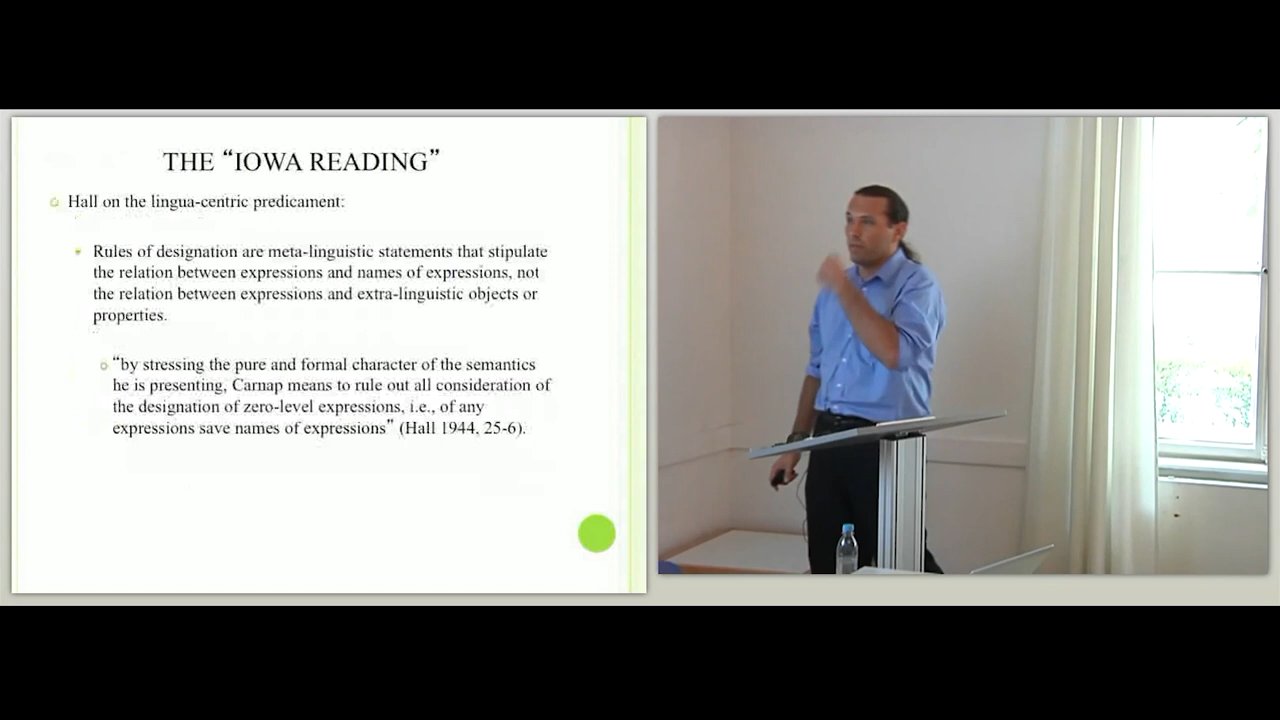 THE “IOWA READING”
Hall on the lingua-centric predicament:
Rules of designation are meta-linguistic statements that stipulate
the relation between expressions and names of expressions, not
the relation between expressions and extra-linguistic objects or
properties.
“by stressing the pure and formal character of the semantics
he is presenting, Carnap means to rule out all consideration of
the designation of zero-level expressions, i.e., of any
expressions save names of expressions” (Hall 1944, 25-6).